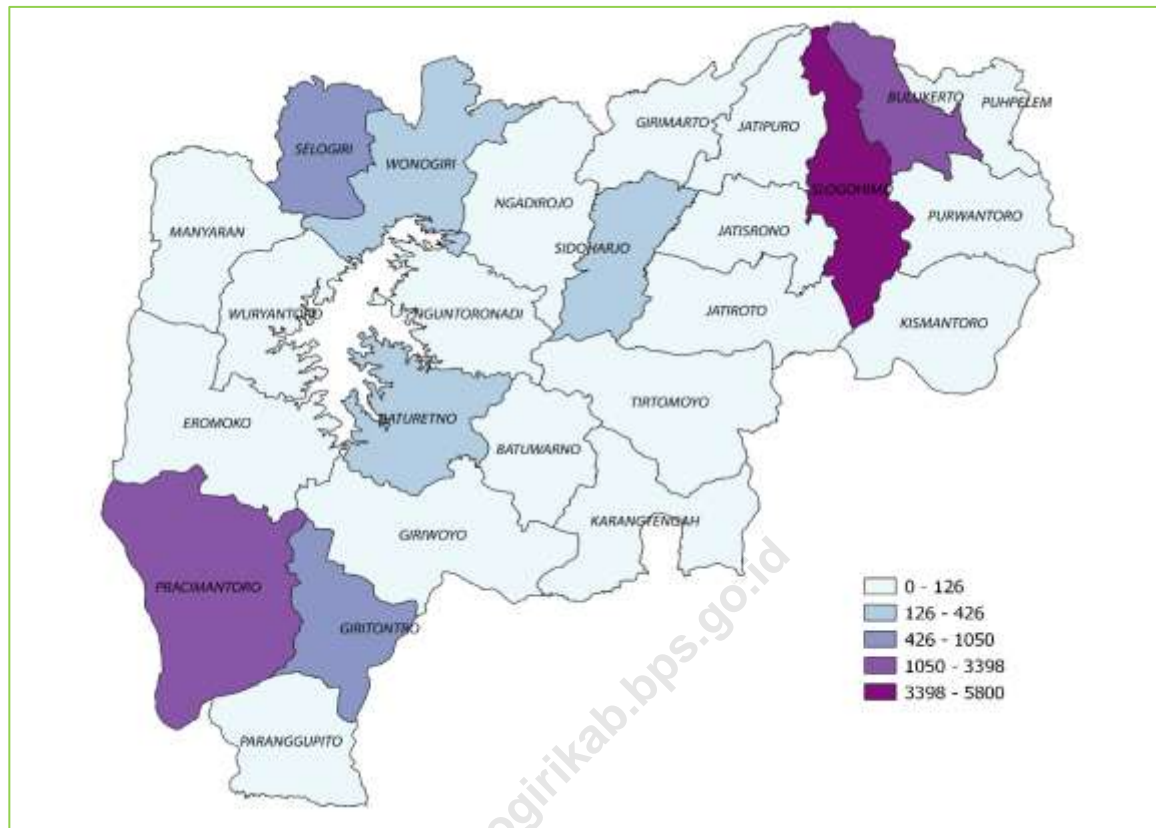 BULUKERTO
PUHPELEM
GIRIMARTO
JATIPURO
SELOGIRI
WONOGIRI
SLOGOHIMO
NGADIROJO
PURWANTORO
MANYARAN
JATISRONO
SIDOHARJO
WURYANTORO
NGUNTORONADI
JATIROTO
KISMANTORO
TIRTOMOYO
EROMOKO
BATURETNO
BATUWARNO
KARANGTENGAH
GIRIWOYO
PRACIMANTORO
GIRITONTRO
PARANGGUPITO
0 - 126
126 - 426
426 - 1050
1050 - 3398
3398 - 5800
ogirikab.bps.go.id